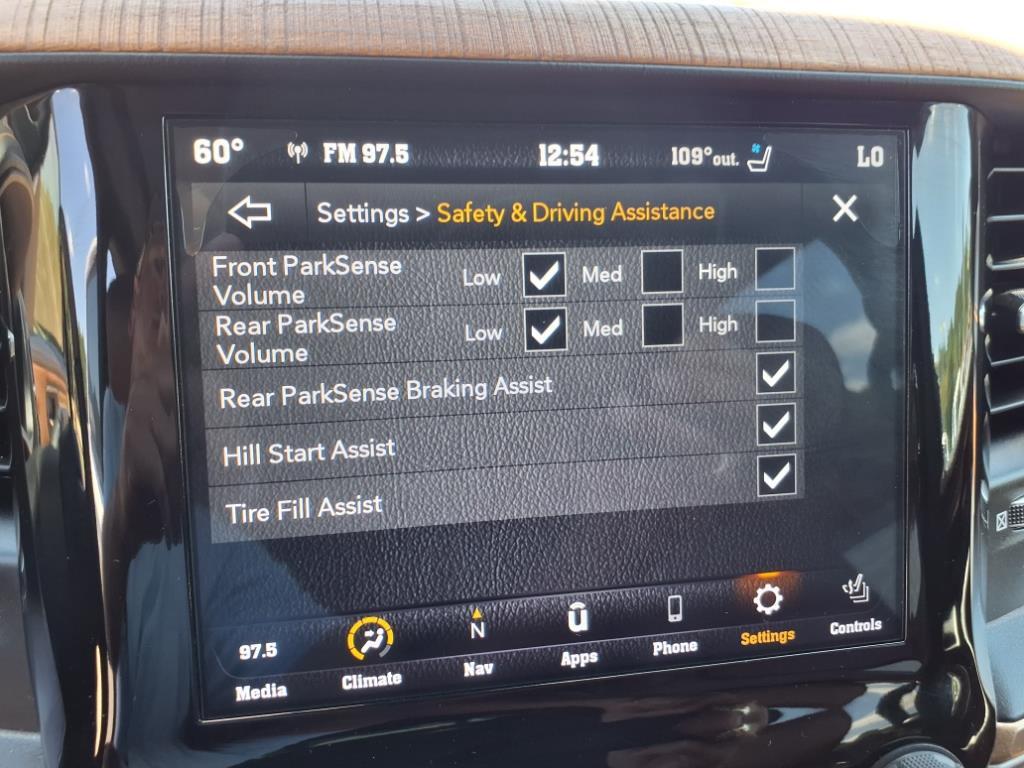 60° FM 97.5 12:54 109°out. LO
Settings > Safety & Driving Assistance
Front ParkSense
Volume
Low Med High
Rear ParkSense
Volume
Low Med High
Rear ParkSense Braking Assist
Hill Start Assist
Tire Fill Assist
97.5 N
Media Climate Nav Apps Phone Settings Controls